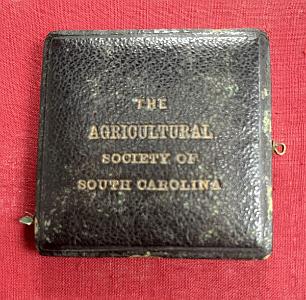 THE
AGRICULTURAL
SOCIETY OF
SOUTH CAROLINA